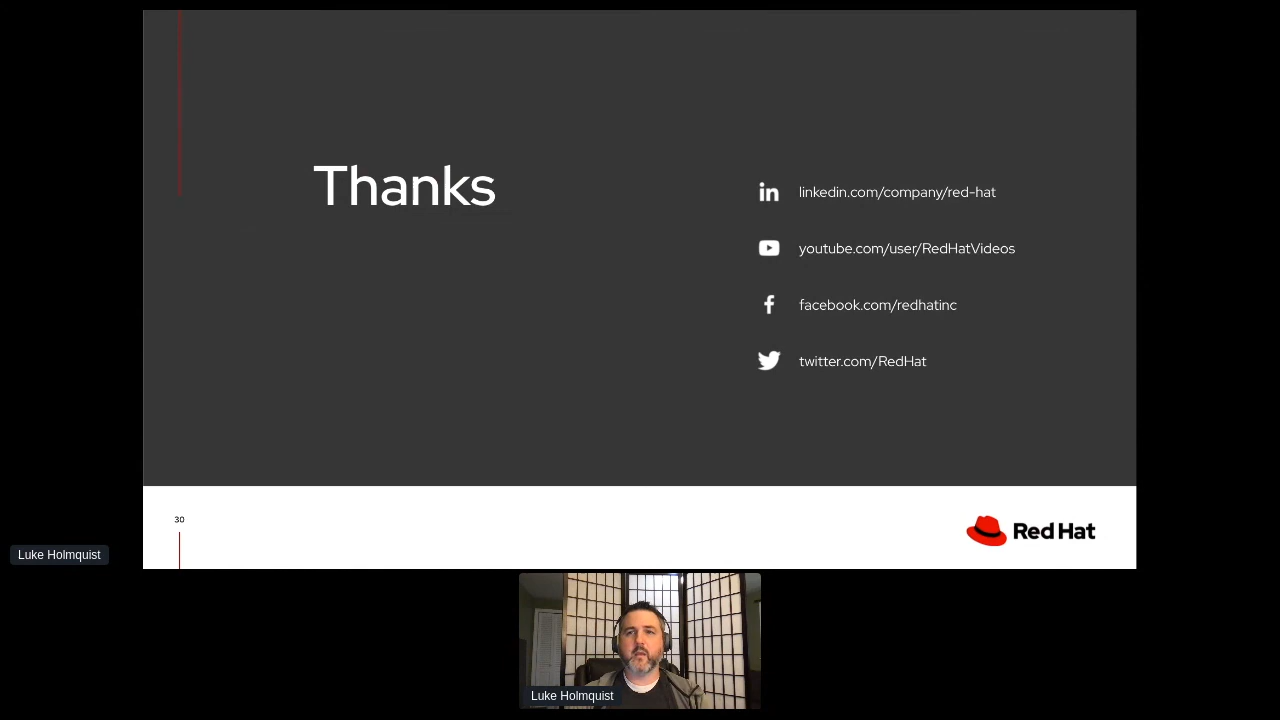 Thanks
linkedin.com/company/red-hat
youtube.com/user/RedHatVideos
facebook.com/redhatinc
twitter.com/RedHat
30
Red Hat
Luke Holmquist
Luke Holmquist